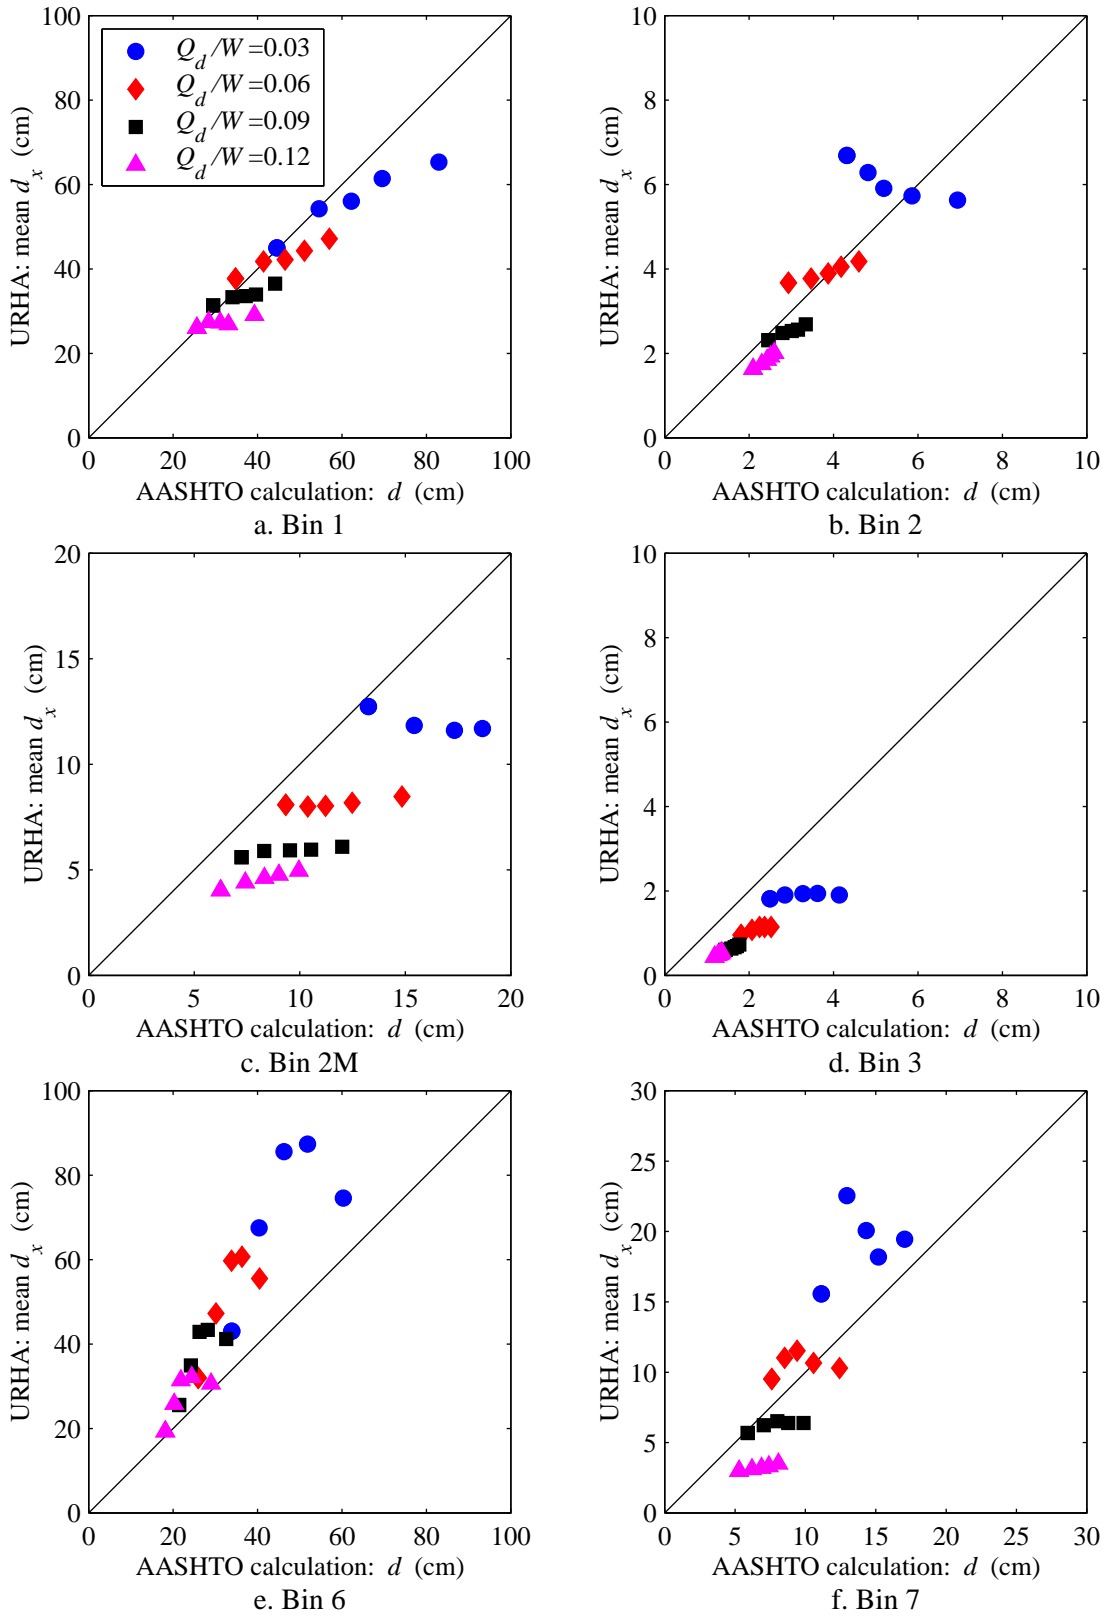 100
80
60
40
20
0
URHA: mean d_x (cm)
Q_d/W=0.03
Q_d/W=0.06
Q_d/W=0.09
Q_d/W=0.12
0 20 40 60 80 100
AASHTO calculation: d (cm)
a. Bin 1
10
8
6
4
2
0
URHA: mean d_x (cm)
0 2 4 6 8 10
AASHTO calculation: d (cm)
b. Bin 2
20
15
10
5
0
URHA: mean d_x (cm)
0 5 10 15 20
AASHTO calculation: d (cm)
c. Bin 2M
10
8
6
4
2
0
URHA: mean d_x (cm)
0 2 4 6 8 10
AASHTO calculation: d (cm)
d. Bin 3
100
80
60
40
20
0
URHA: mean d_x (cm)
0 20 40 60 80 100
AASHTO calculation: d (cm)
e. Bin 6
30
25
20
15
10
5
0
URHA: mean d_x (cm)
0 5 10 15 20 25 30
AASHTO calculation: d (cm)
f. Bin 7